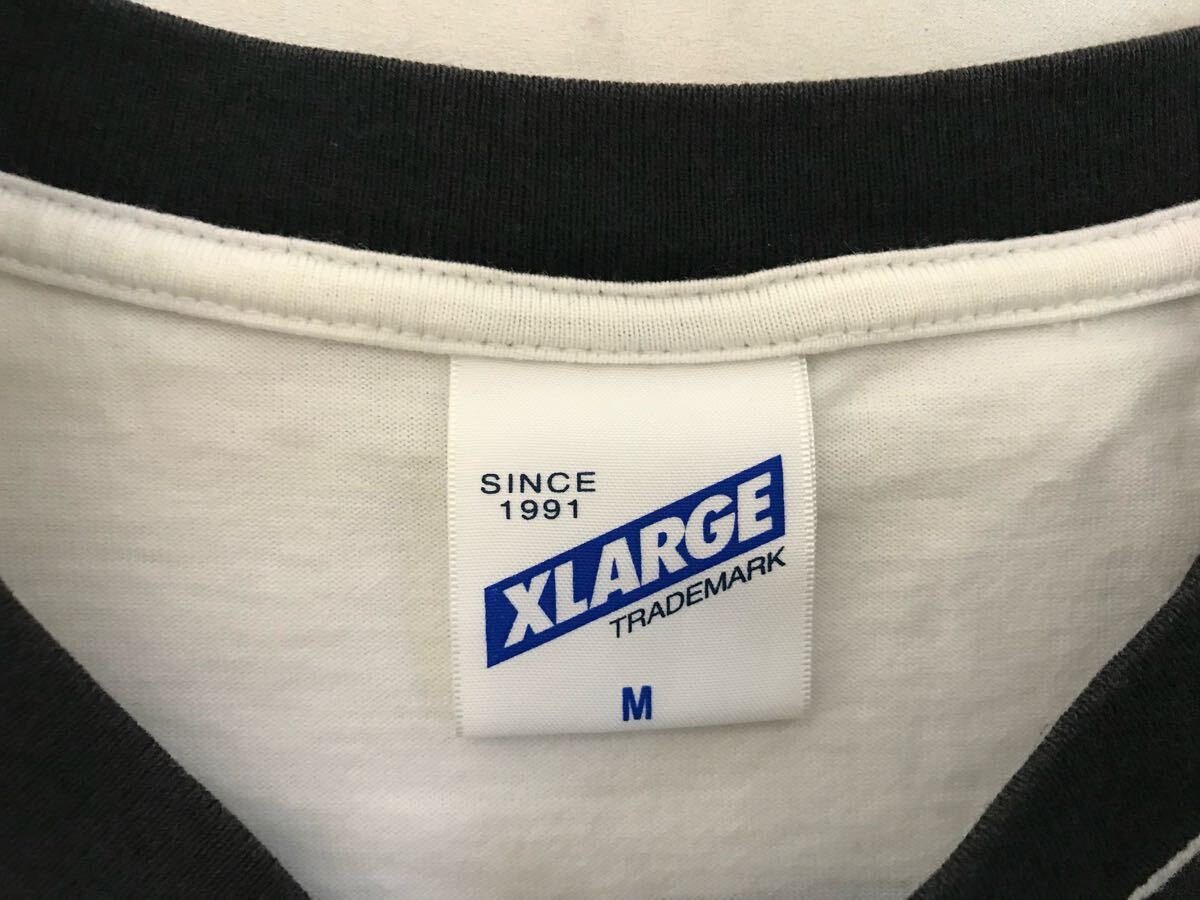 SINCE
1991
XLARGE
TRADEMARK
M